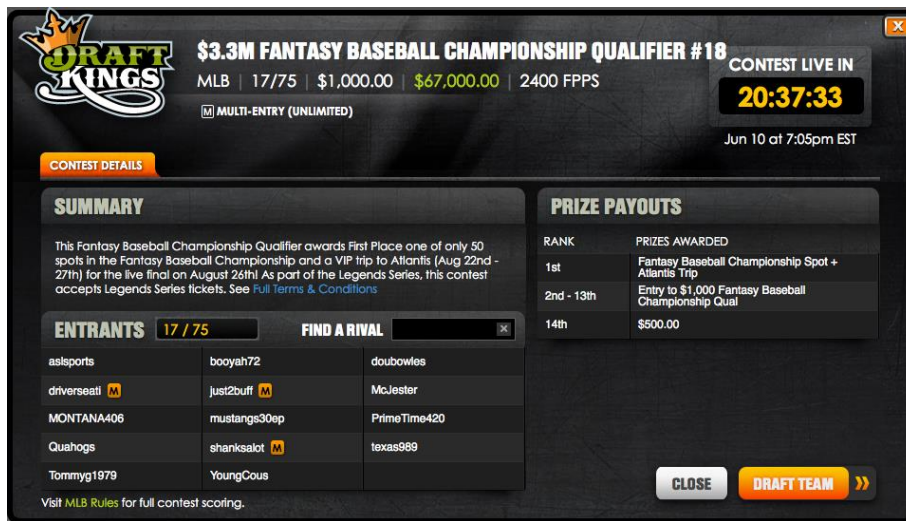 DRAFT
KINGS
$3.3M FANTASY BASEBALL CHAMPIONSHIP QUALIFIER #18
MLB | 17/75 | $1,000.00 | $67,000.00 | 2400 FPPS
M MULTI-ENTRY (UNLIMITED)
X
CONTEST LIVE IN
20:37:33
Jun 10 at 7:05pm EST
CONTEST DETAILS
SUMMARY
This Fantasy Baseball Championship Qualifier awards First Place one of only 50
spots in the Fantasy Baseball Championship and a VIP trip to Atlantis (Aug 22nd -
27th) for the live final on August 26th! As part of the Legends Series, this contest
accepts Legends Series tickets. See Full Terms & Conditions
ENTRANTS 17 / 75 FIND A RIVAL x
aslsports booyah72 doubowles
driverseati M just2buff M McJester
MONTANA406 mustangs30ep PrimeTime420
Quahogs shanksalot M texas989
Tommyg1979 YoungCous
Visit MLB Rules for full contest scoring.
PRIZE PAYOUTS
RANK PRIZES AWARDED
1st Fantasy Baseball Championship Spot +
Atlantis Trip
2nd - 13th Entry to $1,000 Fantasy Baseball
Championship Qual
14th $500.00
CLOSE DRAFT TEAM »